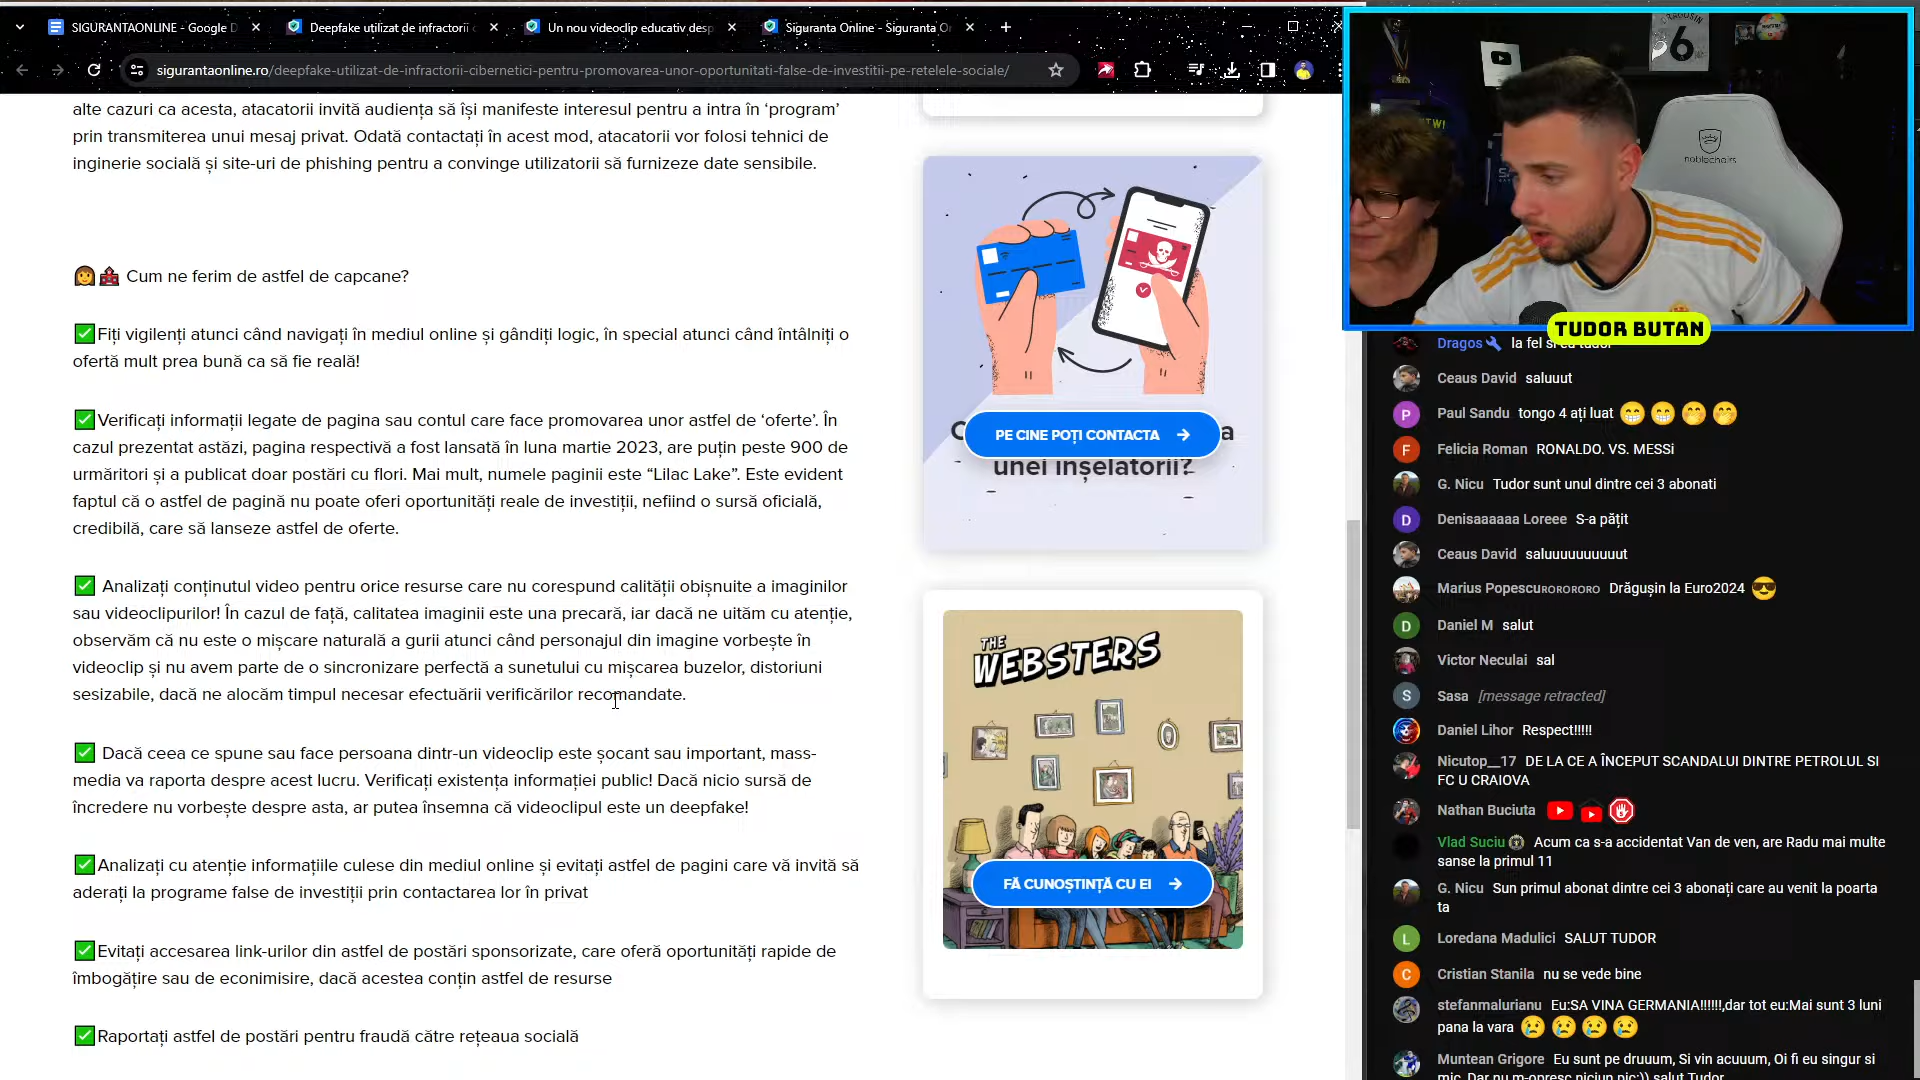 SIGURANTAONLINE - Google D
Deepfake utilizat de infractorii c
Un nou videoclip educativ desp
Siguranta Online - Siguranta On
sigurantaonline.ro/deepfake-utilizat-de-infractorii-cibernetici-pentru-promovarea-unor-oportunitati-false-de-investitii-pe-retelele-sociale/
alte cazuri ca acesta, atacatorii invită audiența să își manifeste interesul pentru a intra în ‘program’
prin transmiterea unui mesaj privat. Odată contactați în acest mod, atacatorii vor folosi tehnici de
inginerie socială și site-uri de phishing pentru a convinge utilizatorii să furnizeze date sensibile.
Cum ne ferim de astfel de capcane?
Fiți vigilenți atunci când navigați în mediul online și gândiți logic, în special atunci când întâlniți o
ofertă mult prea bună ca să fie reală!
Verificați informații legate de pagina sau contul care face promovarea unor astfel de ‘oferte’. În
cazul prezentat astăzi, pagina respectivă a fost lansată în luna martie 2023, are puțin peste 900 de
urmăritori și a publicat doar postări cu flori. Mai mult, numele paginii este “Lilac Lake”. Este evident
faptul că o astfel de pagină nu poate oferi oportunități reale de investiții, nefiind o sursă oficială,
credibilă, care să lanseze astfel de oferte.
Analizați conținutul video pentru orice resurse care nu corespund calității obișnuite a imaginilor
sau videoclipurilor! În cazul de față, calitatea imaginii este una precară, iar dacă ne uităm cu atenție,
observăm că nu este o mișcare naturală a gurii atunci când personajul din imagine vorbește în
videoclip și nu avem parte de o sincronizare perfectă a sunetului cu mișcarea buzelor, distoriuni
sesizabile, dacă ne alocăm timpul necesar efectuării verificărilor recomandate.
Dacă ceea ce spune sau face persoana dintr-un videoclip este șocant sau important, mass-
media va raporta despre acest lucru. Verificați existența informației public! Dacă nicio sursă de
încredere nu vorbește despre asta, ar putea însemna că videoclipul este un deepfake!
Analizați cu atenție informațiile culese din mediul online și evitați astfel de pagini care vă invită să
aderați la programe false de investiții prin contactarea lor în privat
Evitați accesarea link-urilor din astfel de postări sponsorizate, care oferă oportunități rapide de
îmbogățire sau de econimisire, dacă acestea conțin astfel de resurse
Raportați astfel de postări pentru fraudă către rețeaua socială
PE CINE POȚI CONTACTA
unei înșelătorii?
THE
WEBSTERS
FĂ CUNOȘTINȚĂ CU EI
DRAGUSIN
6
noblechairs
TUDOR BUTAN
Dragos la fel si eu tudor
Ceaus David saluuut
Paul Sandu tongo 4 ați luat
Felicia Roman RONALDO. VS. MESSi
G. Nicu Tudor sunt unul dintre cei 3 abonati
Denisaaaaaa Loreee S-a pățit
Ceaus David saluuuuuuuuuut
Marius Popescuʀᴏʀᴏʀᴏʀᴏ Drăgușin la Euro2024
Daniel M salut
Victor Neculai sal
Sasa [message retracted]
Daniel Lihor Respect!!!!!
Nicutop__17 DE LA CE A ÎNCEPUT SCANDALUI DINTRE PETROLUL SI
FC U CRAIOVA
Nathan Buciuta
Vlad Suciu Acum ca s-a accidentat Van de ven, are Radu mai multe
sanse la primul 11
G. Nicu Sun primul abonat dintre cei 3 abonați care au venit la poarta
ta
Loredana Madulici SALUT TUDOR
Cristian Stanila nu se vede bine
stefanmalurianu Eu:SA VINA GERMANIA!!!!!!,dar tot eu:Mai sunt 3 luni
pana la vara
Muntean Grigore Eu sunt pe druuum, Si vin acuuum, Oi fi eu singur si
mic, Dar nu m-opresc niciun pic:)) salut Tudor